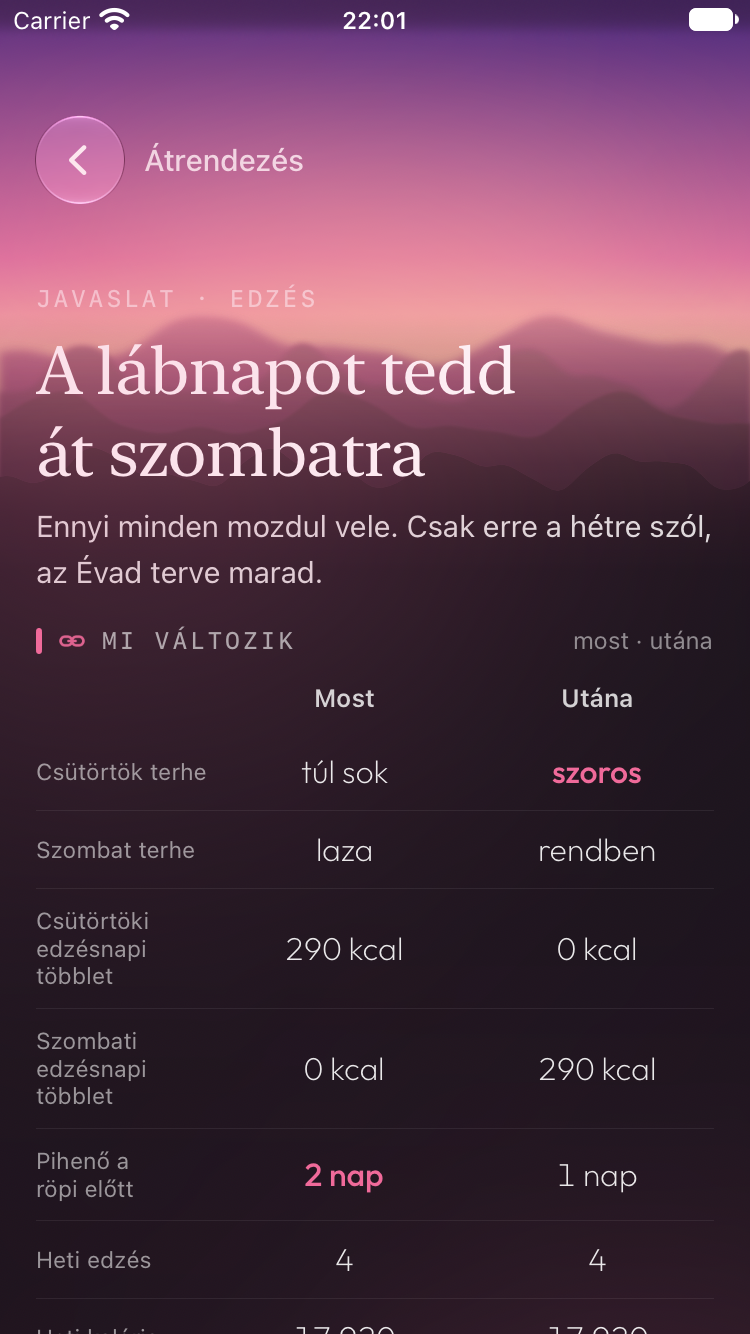 Carrier 22:01
Átrendezés
JAVASLAT · EDZÉS
A lábnapot tedd
át szombatra
Ennyi minden mozdul vele. Csak erre a hétre szól,
az Évad terve marad.
MI VÁLTOZIK most · utána
Most Utána
Csütörtök terhe túl sok szoros
Szombat terhe laza rendben
Csütörtöki
edzésnapi
többlet
290 kcal 0 kcal
Szombati
edzésnapi
többlet
0 kcal 290 kcal
Pihenő a
röpi előtt
2 nap 1 nap
Heti edzés 4 4